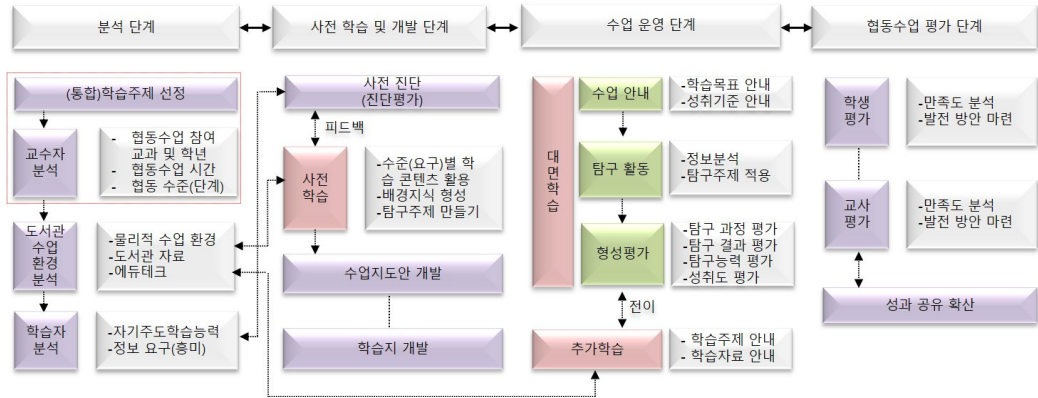 분석 단계
사전 학습 및 개발 단계
수업 운영 단계
협동수업 평가 단계
(통합)학습주제 선정
교수자
분석
- 협동수업 참여
교과 및 학년
- 협동수업 시간
- 협동 수준(단계)
도서관
수업
환경
분석
-물리적 수업 환경
-도서관 자료
-에듀테크
학습자
분석
-자기주도학습능력
-정보 요구(흥미)
사전 진단
(진단평가)
피드백
사전
학습
-수준(요구)별 학
습 콘텐츠 활용
-배경지식 형성
-탐구주제 만들기
수업지도안 개발
학습지 개발
대
면
학
습
수업 안내
-학습목표 안내
-성취기준 안내
탐구 활동
-정보분석
-탐구주제 적용
형성평가
-탐구 과정 평가
-탐구 결과 평가
-탐구능력 평가
-성취도 평가
전이
추가학습
- 학습주제 안내
- 학습자료 안내
학생
평가
-만족도 분석
-발전 방안 마련
교사
평가
-만족도 분석
-발전 방안 마련
성과 공유 확산